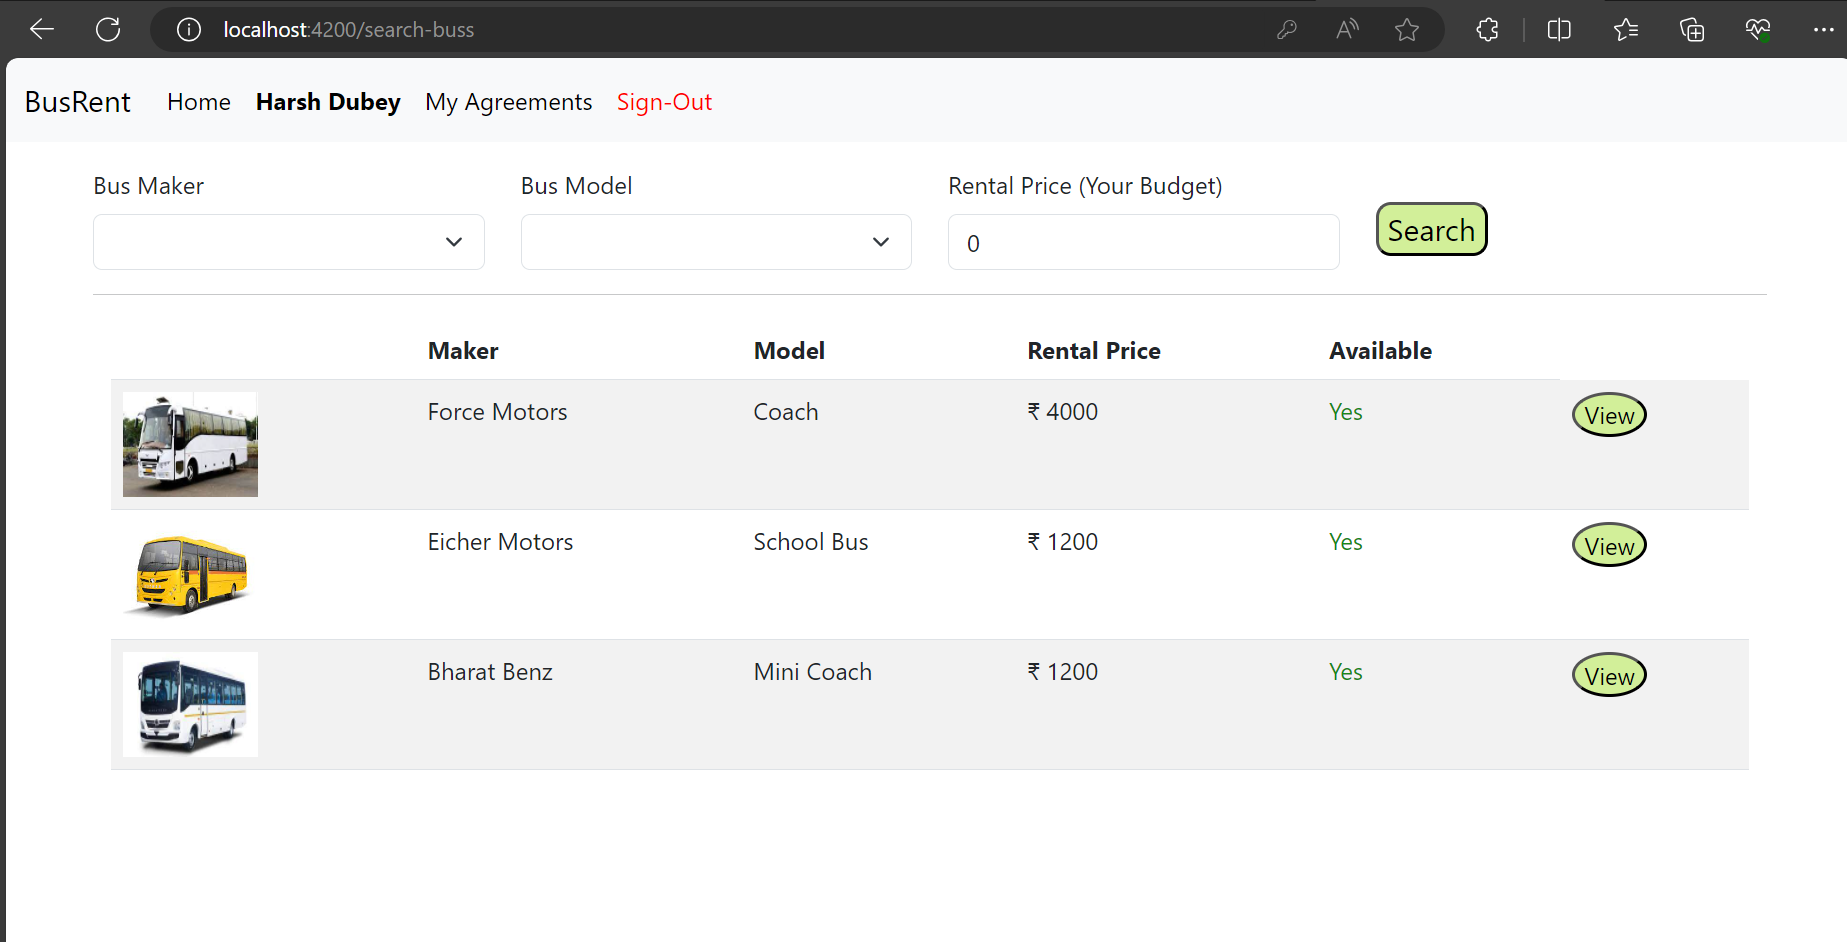 localhost:4200/search-buss
BusRent Home Harsh Dubey My Agreements Sign-Out
Bus Maker Bus Model Rental Price (Your Budget)
0 Search
Maker Model Rental Price Available
Force Motors Coach ₹ 4000 Yes View
Eicher Motors School Bus ₹ 1200 Yes View
Bharat Benz Mini Coach ₹ 1200 Yes View